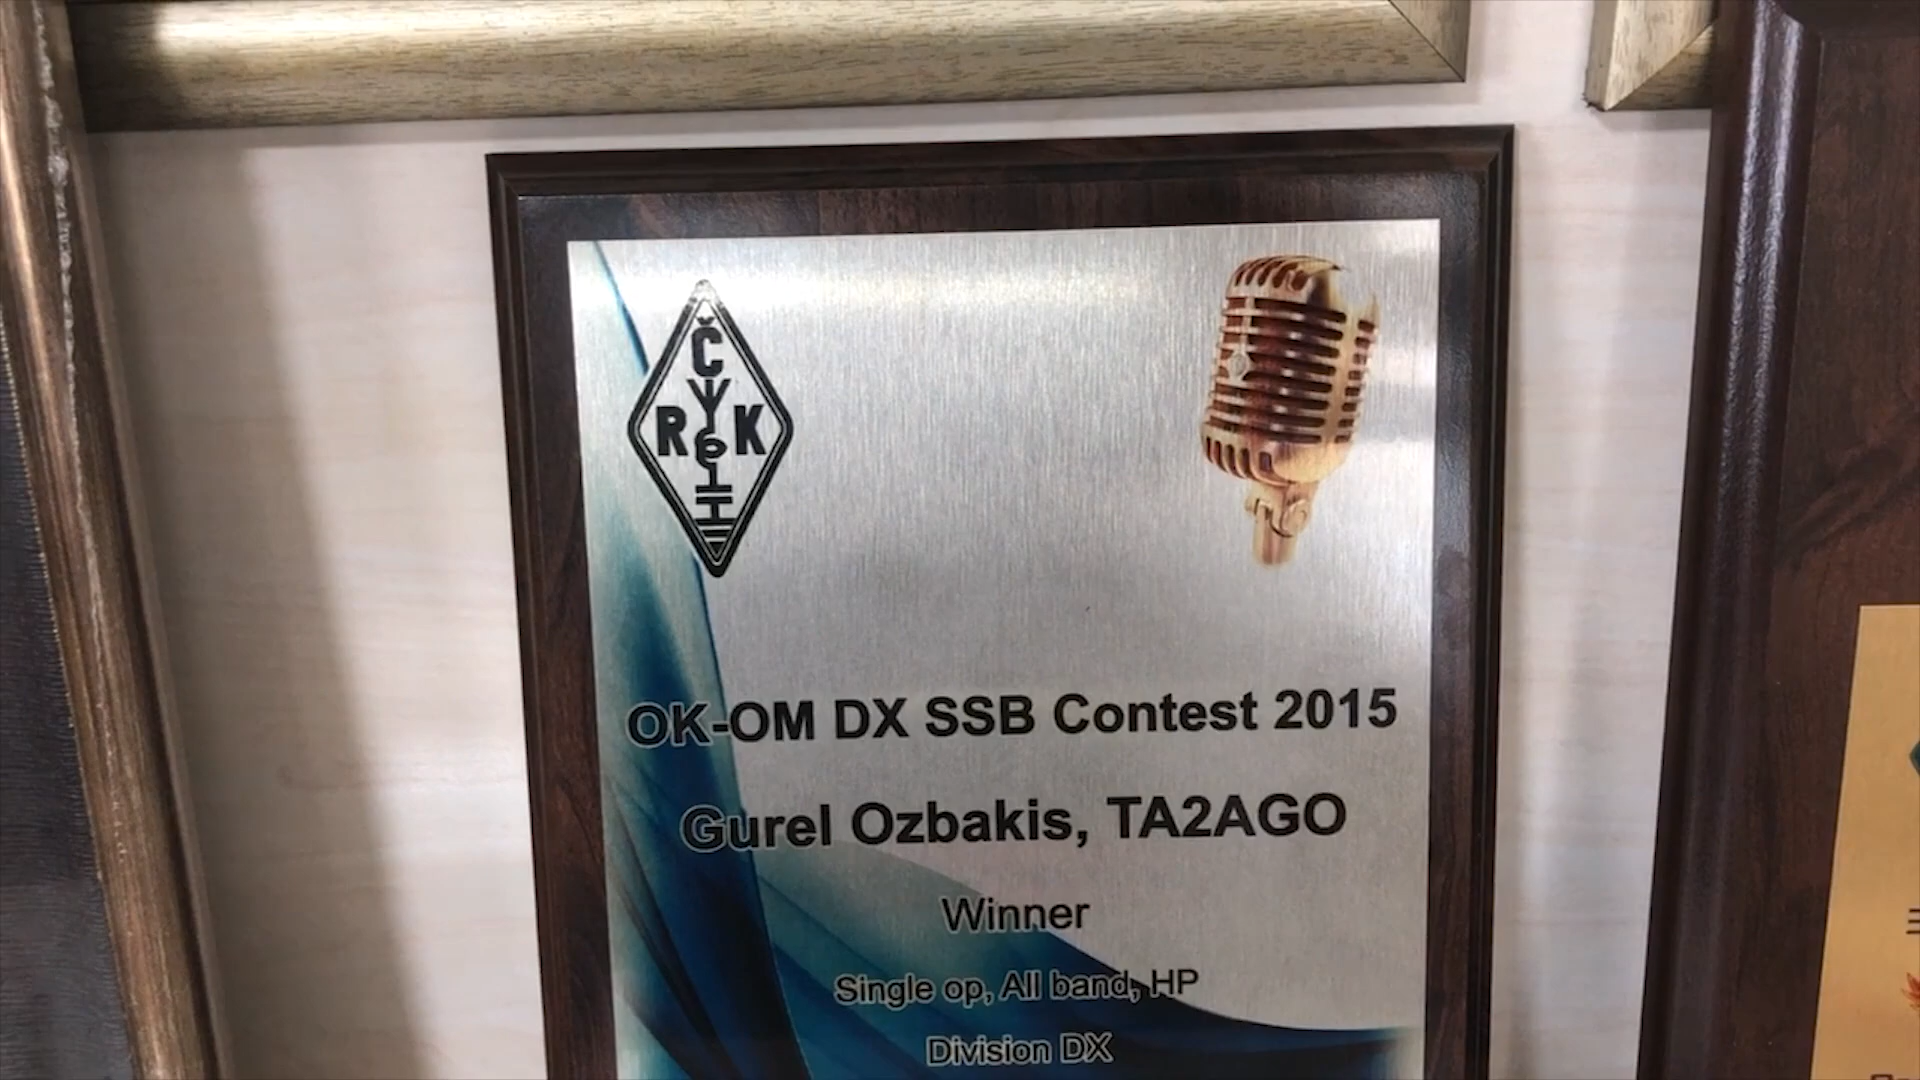 Č
R K
OK-OM DX SSB Contest 2015
Gurel Ozbakis, TA2AGO
Winner
Single op, All band, HP
Division DX